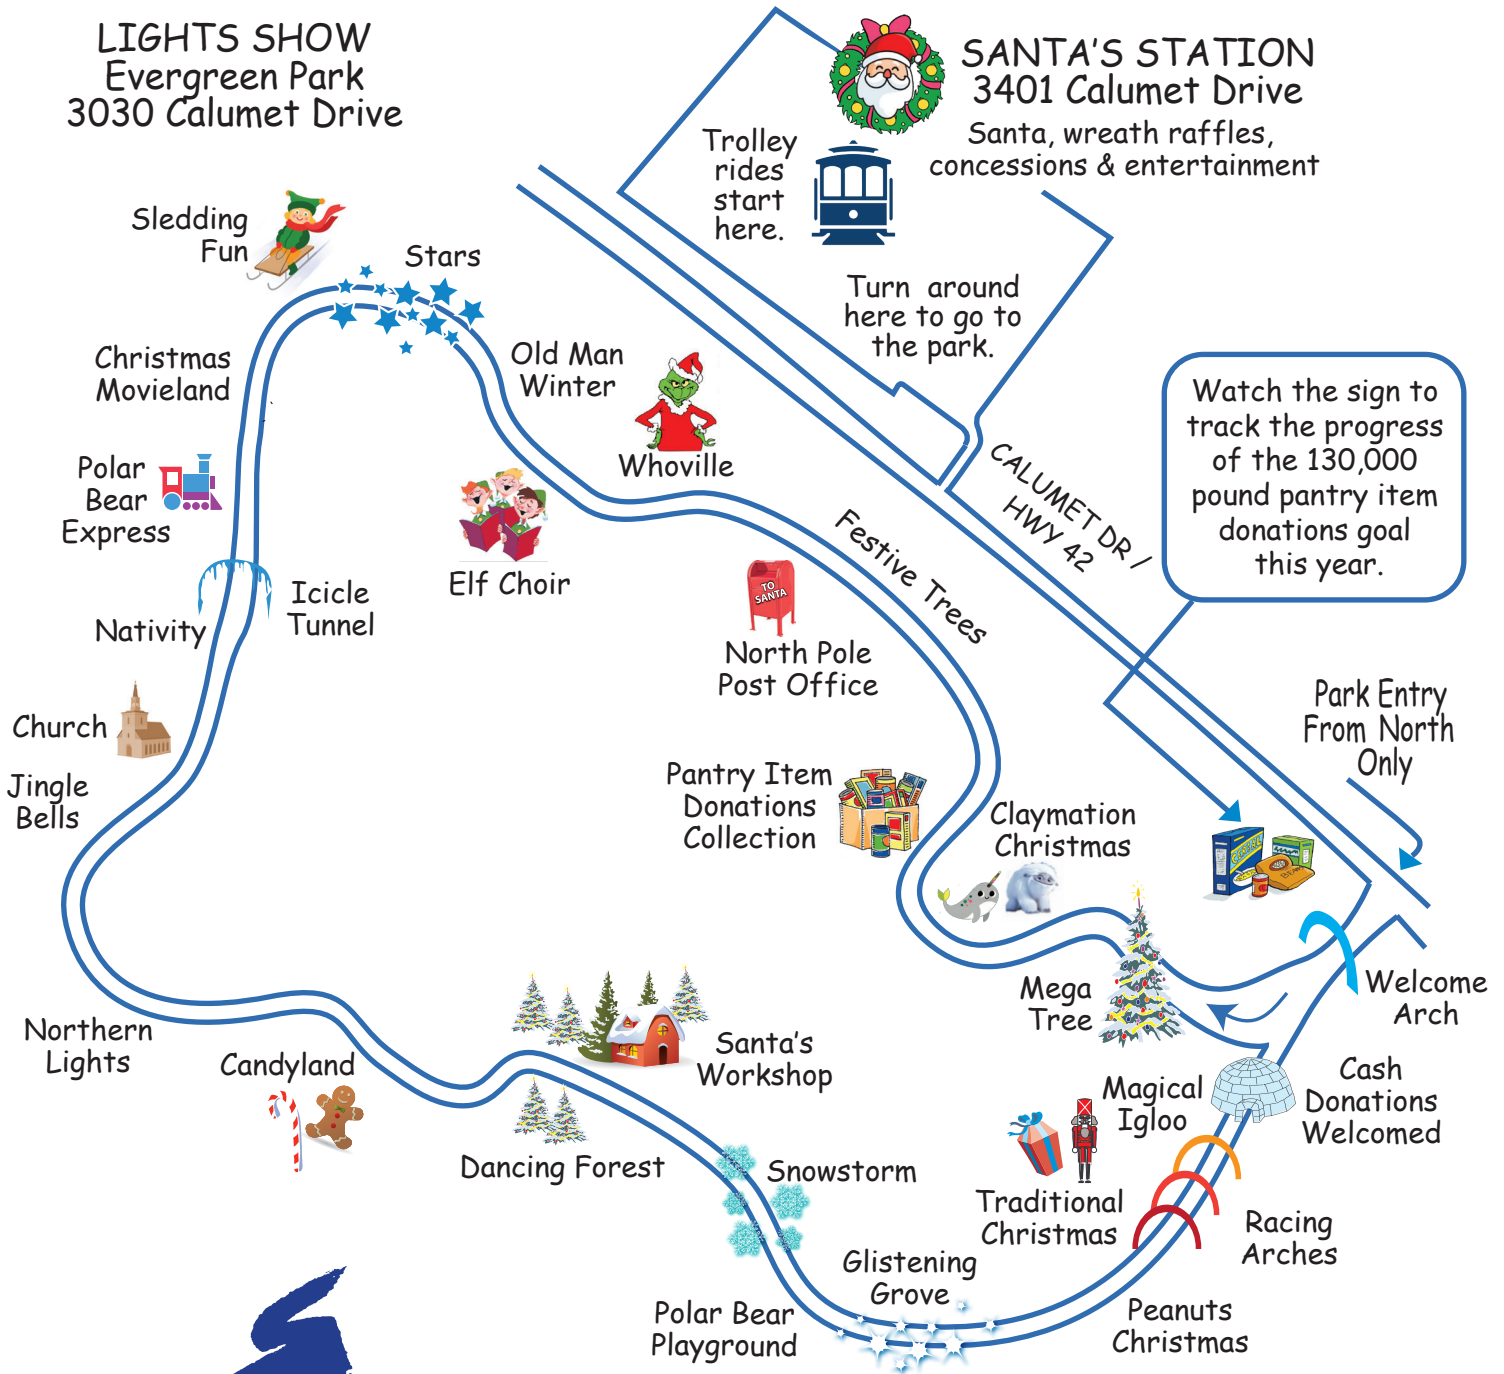 LIGHTS SHOW
Evergreen Park
3030 Calumet Drive
SANTA'S STATION
3401 Calumet Drive
Santa, wreath raffles,
concessions & entertainment
Trolley
rides
start
here.
Turn around
here to go to
the park.
Sledding
Fun
Stars
Christmas
Movieland
Old Man
Winter
Whoville
Polar
Bear
Express
Elf Choir
Icicle
Tunnel
Nativity
Festive Trees
CALUMET DR /
HWY 42
Watch the sign to
track the progress
of the 130,000
pound pantry item
donations goal
this year.
TO
SANTA
North Pole
Post Office
Church
Jingle
Bells
Park Entry
From North
Only
Pantry Item
Donations
Collection
Claymation
Christmas
CEREAL
BEANS
Welcome
Arch
Mega
Tree
Northern
Lights
Candyland
Santa's
Workshop
Dancing Forest
Magical
Igloo
Cash
Donations
Welcomed
Snowstorm
Traditional
Christmas
Racing
Arches
Glistening
Grove
Polar Bear
Playground
Peanuts
Christmas